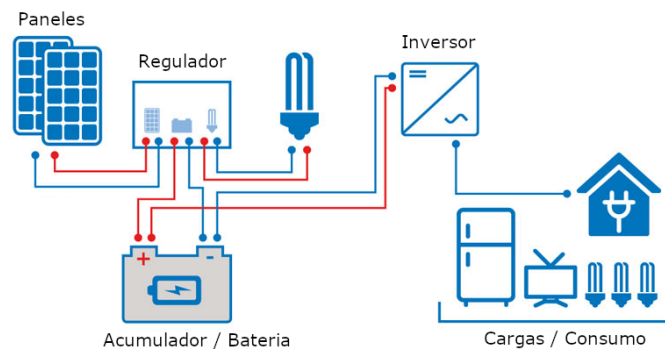 Paneles
Regulador
Inversor
+
-
Acumulador / Bateria
Cargas / Consumo